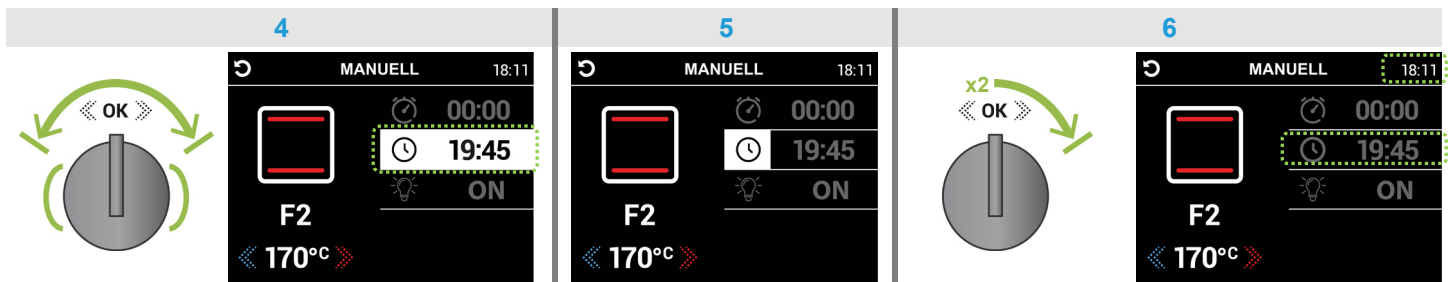 4
5
6
OK
MANUELL 18:11
00:00
19:45
ON
F2
170°C
MANUELL 18:11
00:00
19:45
ON
F2
170°C
x2
OK
MANUELL 18:11
00:00
19:45
ON
F2
170°C